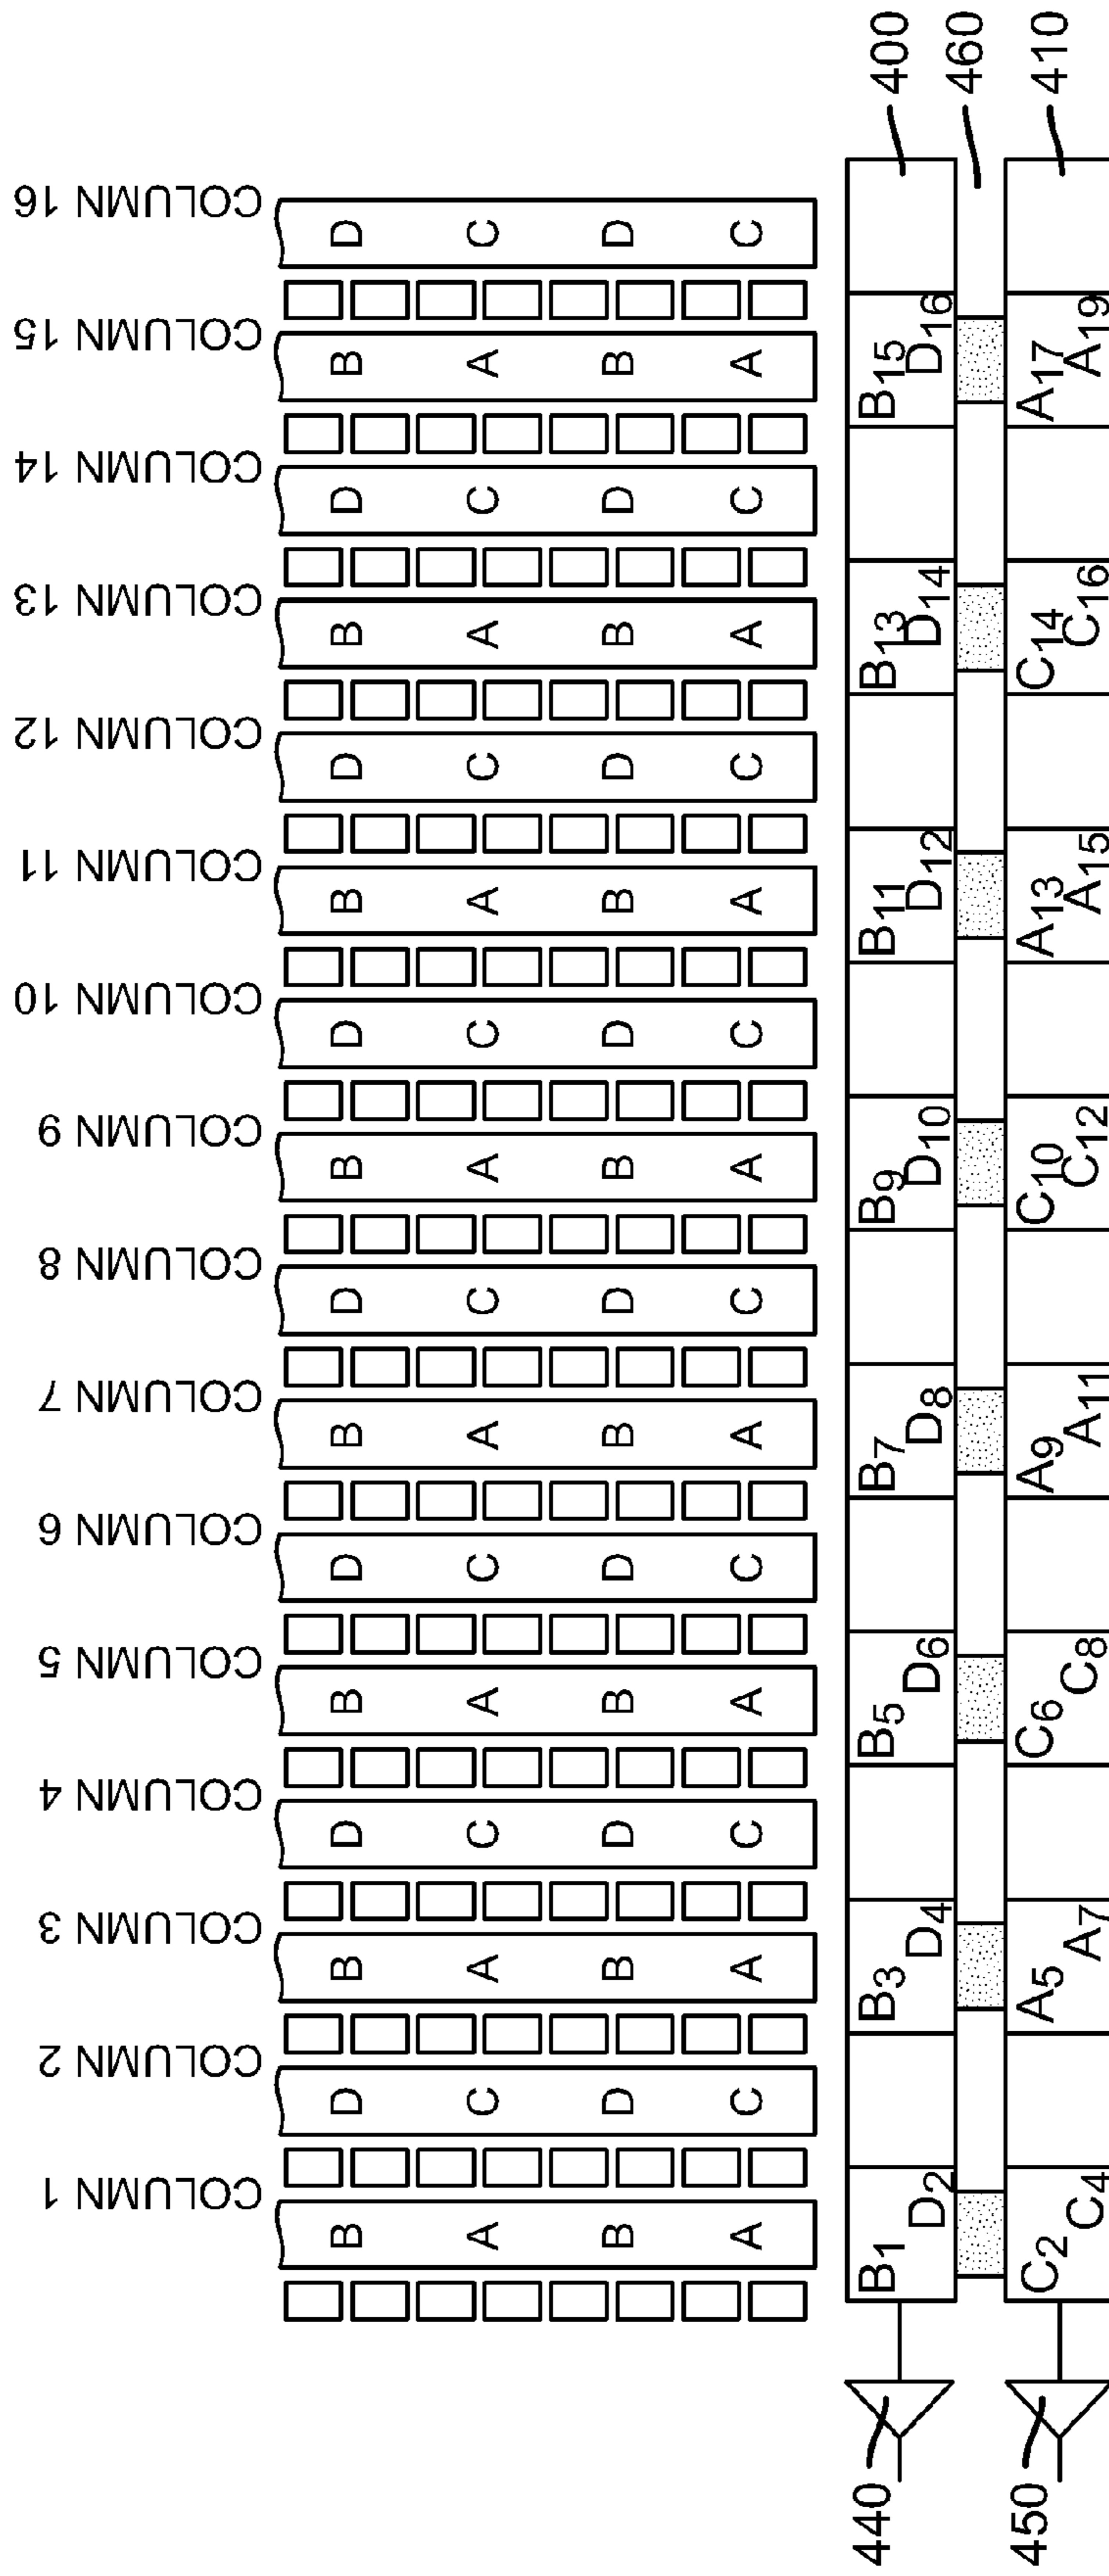 COLUMN 1
COLUMN 2
COLUMN 3
COLUMN 4
COLUMN 5
COLUMN 6
COLUMN 7
COLUMN 8
COLUMN 9
COLUMN 10
COLUMN 11
COLUMN 12
COLUMN 13
COLUMN 14
COLUMN 15
COLUMN 16
B D B D B D B D B D B D B D B D
A C A C A C A C A C A C A C A C
B D B D B D B D B D B D B D B D
A C A C A C A C A C A C A C A C
440
B1 B3 B5 B7 B9 B11 B13 B15
400
D2 D4 D6 D8 D10 D12 D14 D16
460
450
C2 A5 C6 A9 C10 A13 C14 A17
410
C4 A7 C8 A11 C12 A15 C16 A19